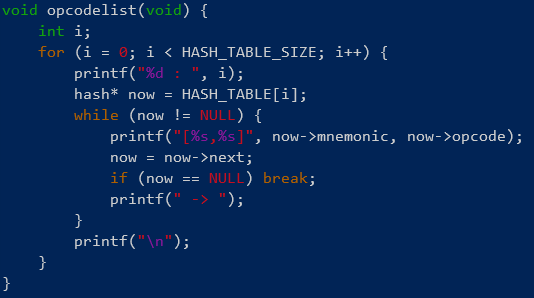 void opcodelist(void) {
    int i;
    for (i = 0; i < HASH_TABLE_SIZE; i++) {
        printf("%d : ", i);
        hash* now = HASH_TABLE[i];
        while (now != NULL) {
            printf("[%s,%s]", now->mnemonic, now->opcode);
            now = now->next;
            if (now == NULL) break;
            printf(" -> ");
        }
        printf("\n");
    }
}